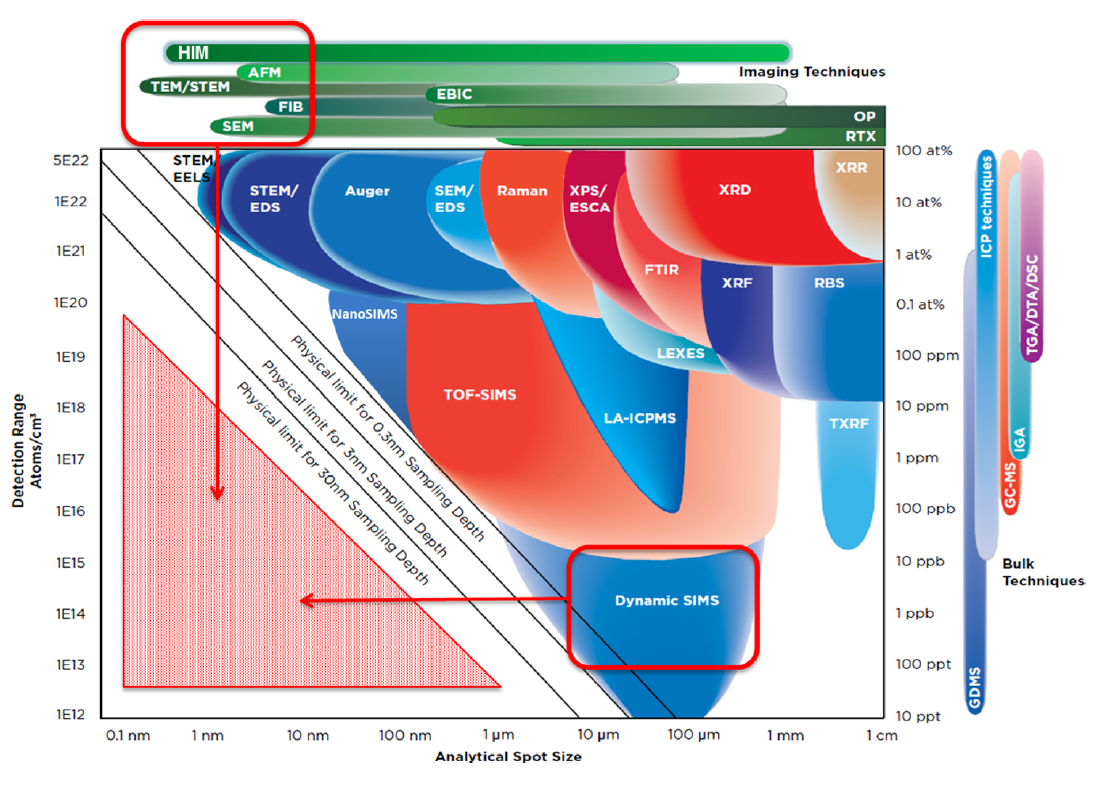 HIM
AFM
Imaging Techniques
TEM/STEM
EBIC
FIB
OP
SEM
RTX
5E22
1E22
1E21
1E20
1E19
1E18
1E17
1E16
1E15
1E14
1E13
1E12
Detection Range
Atoms/cm³
STEM/
EELS
STEM/
EDS
Auger
SEM/
EDS
Raman
XPS/
ESCA
XRD
XRR
FTIR
XRF
RBS
NanoSIMS
LEXES
TOF-SIMS
LA-ICPMS
TXRF
Physical limit for 0.3nm Sampling Depth
Physical limit for 3nm Sampling Depth
Physical limit for 30nm Sampling Depth
Dynamic SIMS
100 at%
10 at%
1 at%
0.1 at%
100 ppm
10 ppm
1 ppm
100 ppb
10 ppb
1 ppb
100 ppt
10 ppt
GDMS
ICP techniques
GC-MS
IGA
TGA/DTA/DSC
Bulk
Techniques
0.1 nm
1 nm
10 nm
100 nm
1 µm
10 µm
100 µm
1 mm
1 cm
Analytical Spot Size